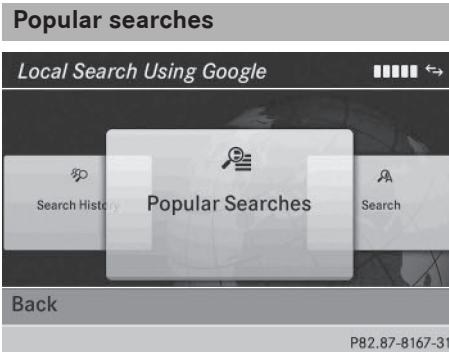 Popular searches
Local Search Using Google
Search History
Popular Searches
Search
Back
P82.87-8167-31